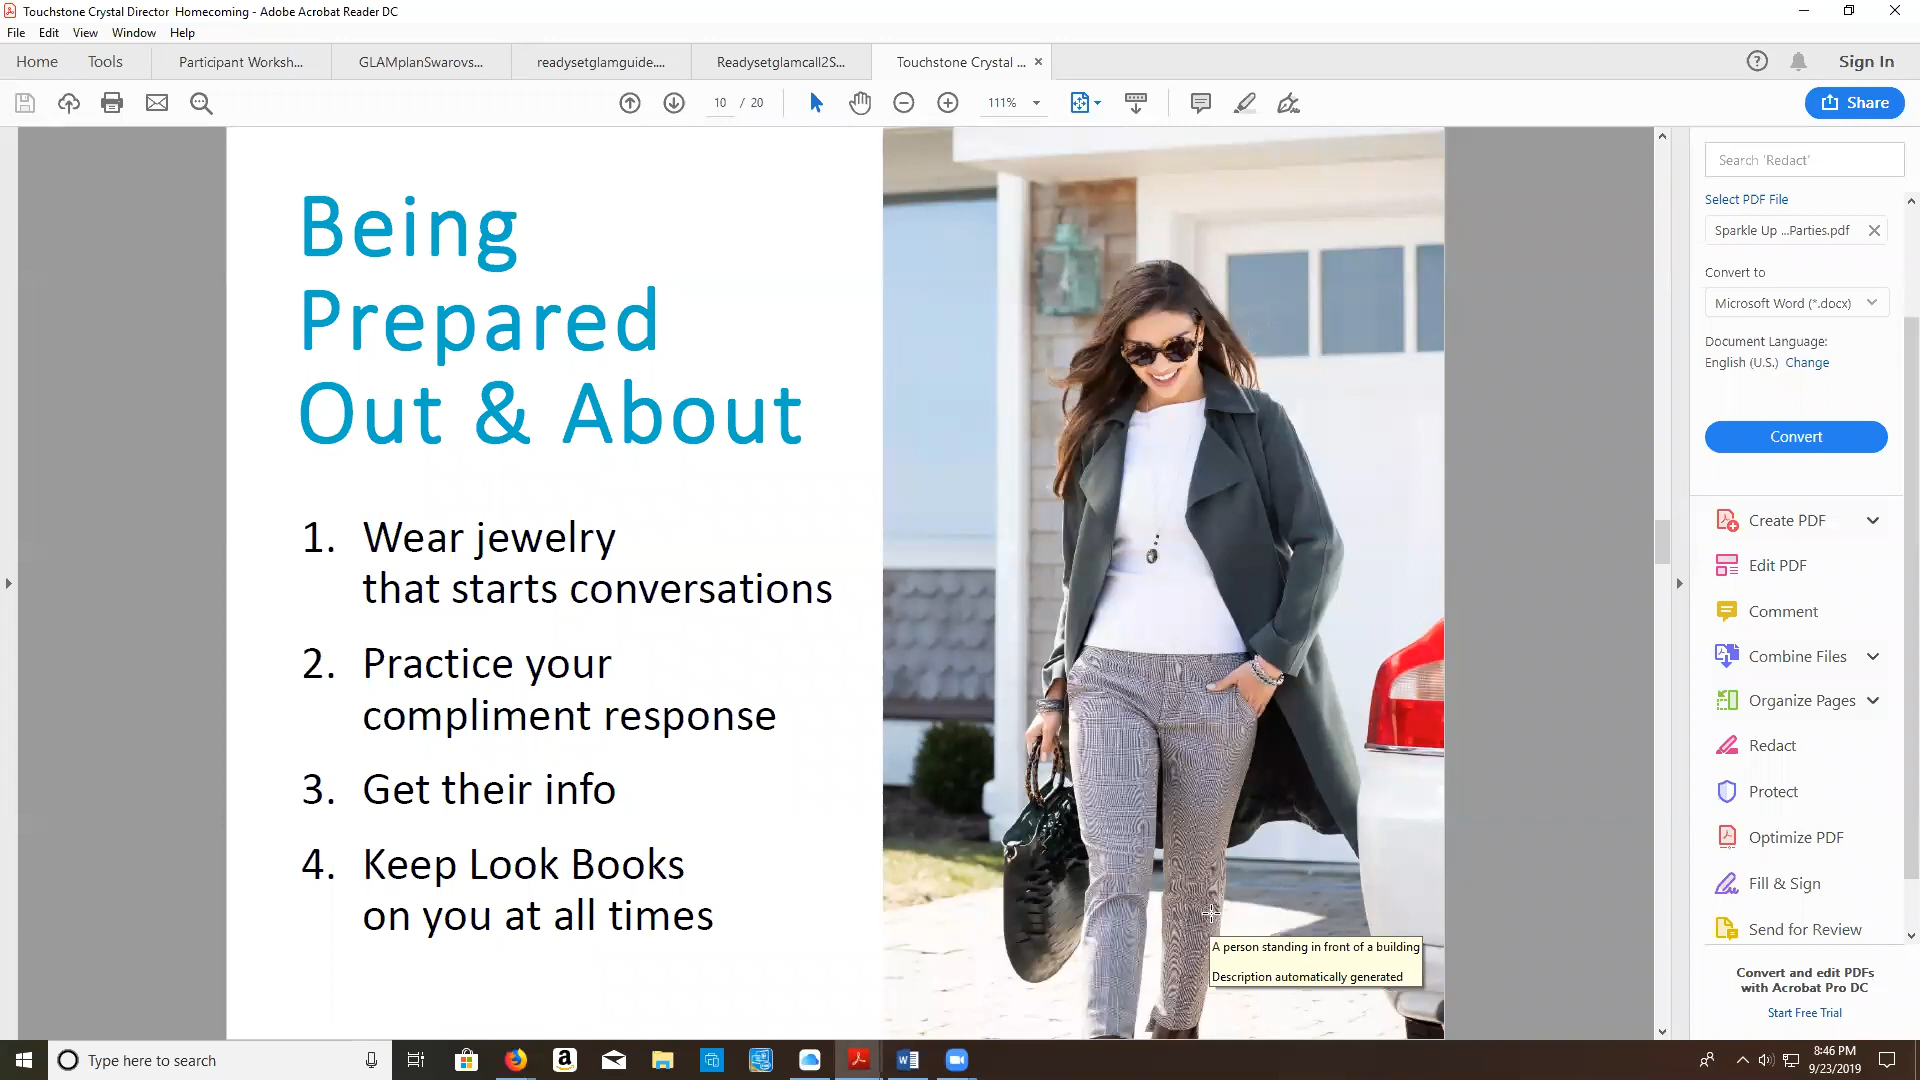 Touchstone Crystal Director  Homecoming - Adobe Acrobat Reader DC
File Edit View Window Help
Home Tools Participant Worksh... GLAMplanSwarovs... readysetglamguide.... Readysetglamcall2S... Touchstone Crystal ... Sign In
10 / 20 111% Share
Being
Prepared
Out & About
1. Wear jewelry
that starts conversations
2. Practice your
compliment response
3. Get their info
4. Keep Look Books
on you at all times
A person standing in front of a building
Description automatically generated
Search 'Redact'
Select PDF File
Sparkle Up ...Parties.pdf
Convert to
Microsoft Word (*.docx)
Document Language:
English (U.S.) Change
Convert
Create PDF
Edit PDF
Comment
Combine Files
Organize Pages
Redact
Protect
Optimize PDF
Fill & Sign
Send for Review
Convert and edit PDFs
with Acrobat Pro DC
Start Free Trial
Type here to search
8:46 PM
9/23/2019